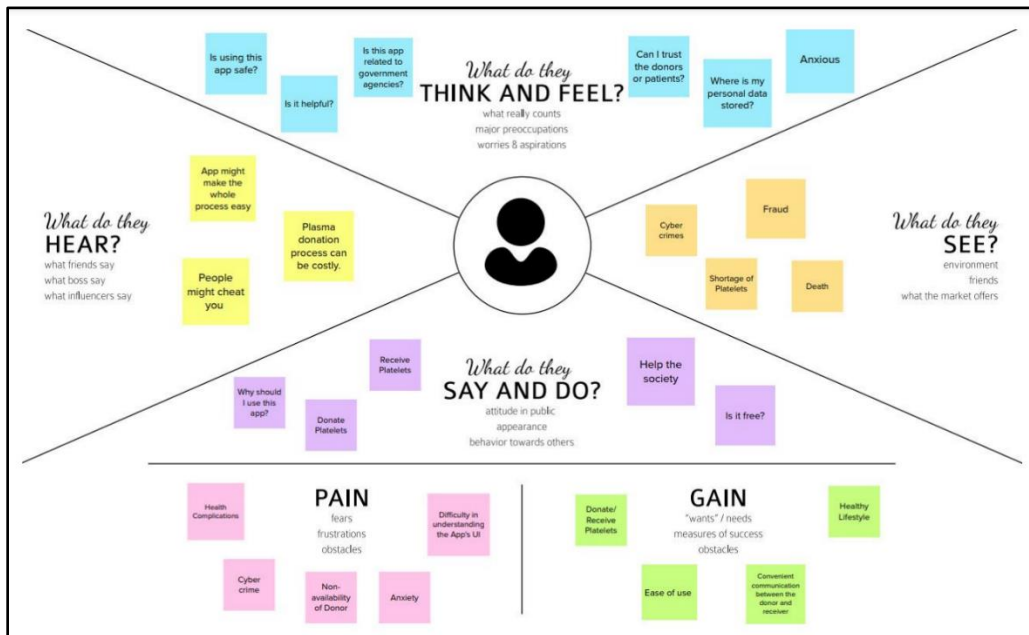 Is using this
app safe?
Is it helpful?
Is this app
related to
government
agencies?
What do they
THINK AND FEEL?
what really counts
major preoccupations
worries & aspirations
Can I trust
the donors
or patients?
Where is my
personal data
stored?
Anxious
What do they
HEAR?
what friends say
what boss say
what influencers say
App might
make the
whole
process easy
Plasma
donation
process can
be costly.
People
might cheat
you
Cyber
crimes
Fraud
Shortage of
Platelets
Death
What do they
SEE?
environment
friends
what the market offers
Why should
I use this
app?
Donate
Platelets
Receive
Platelets
What do they
SAY AND DO?
attitude in public
appearance
behavior towards others
Help the
society
Is it free?
PAIN
fears
frustrations
obstacles
Health
Complications
Difficulty in
understanding
the App's UI
Cyber
crime
Non-
availability
of Donor
Anxiety
GAIN
"wants" / needs
measures of success
obstacles
Donate/
Receive
Platelets
Healthy
Lifestyle
Ease of use
Convenient
communication
between the
donor and
receiver